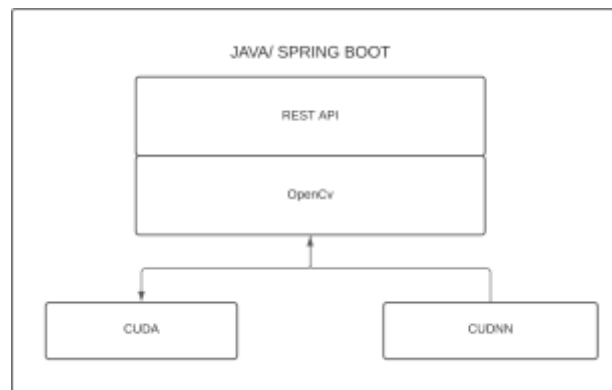 JAVA/ SPRING BOOT
REST API
OpenCv
CUDA
CUDNN